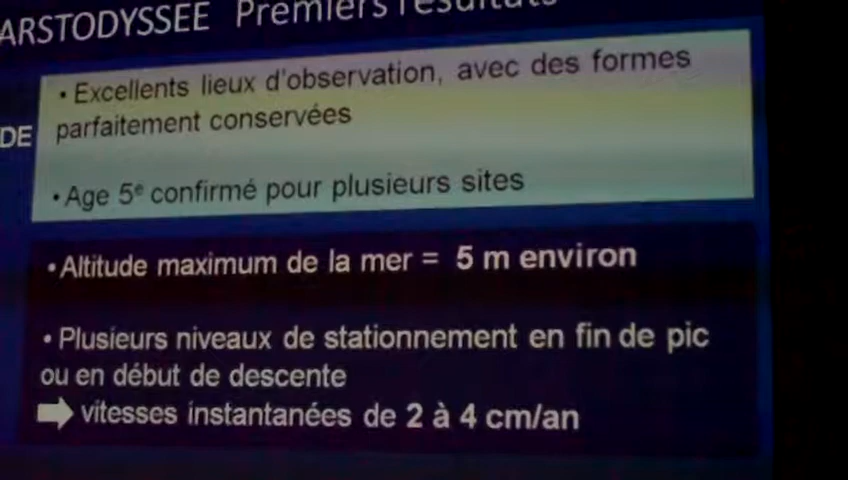 ARSTODYSSEE Premiers résultats
• Excellents lieux d'observation, avec des formes
DE
parfaitement conservées
• Age 5e confirmé pour plusieurs sites
• Altitude maximum de la mer = 5 m environ
• Plusieurs niveaux de stationnement en fin de pic
ou en début de descente
vitesses instantanées de 2 à 4 cm/an